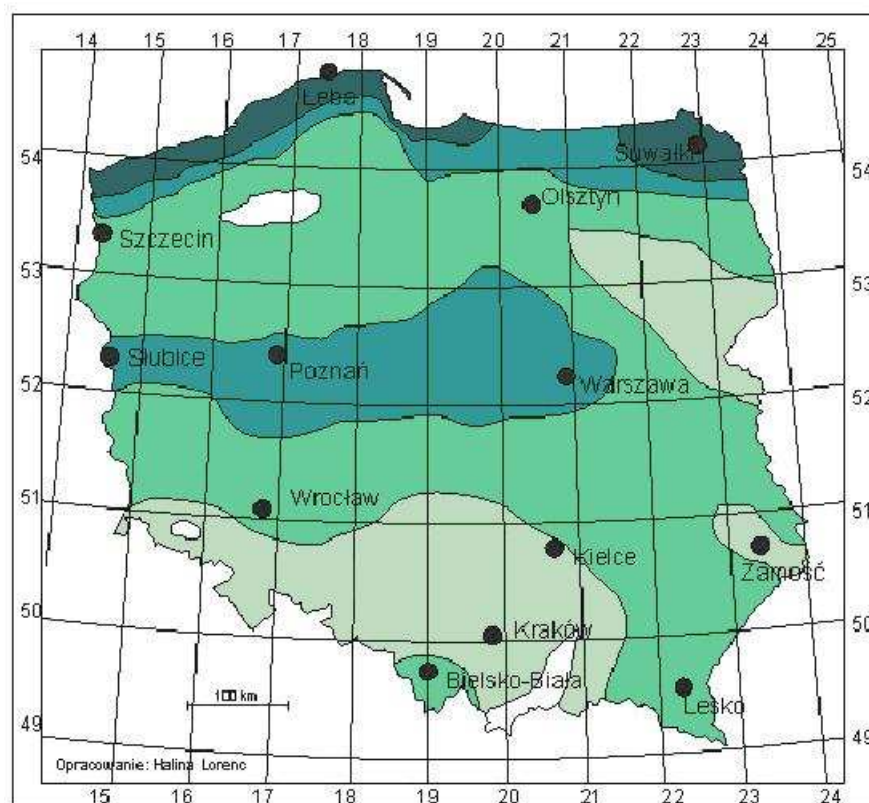 14 15 16 17 18 19 20 21 22 23 24 25
Łeba
54 54
Suwałki
Olsztyn
Szczecin
53 53
Słubice
Poznań
Warszawa
52 52
51 51
Wrocław
Kielce
Zamość
50 50
Kraków
Bielsko-Biała
Lesko
100 km
49 49
Opracowanie: Halina Lorenc
15 16 17 18 19 20 21 22 23 24